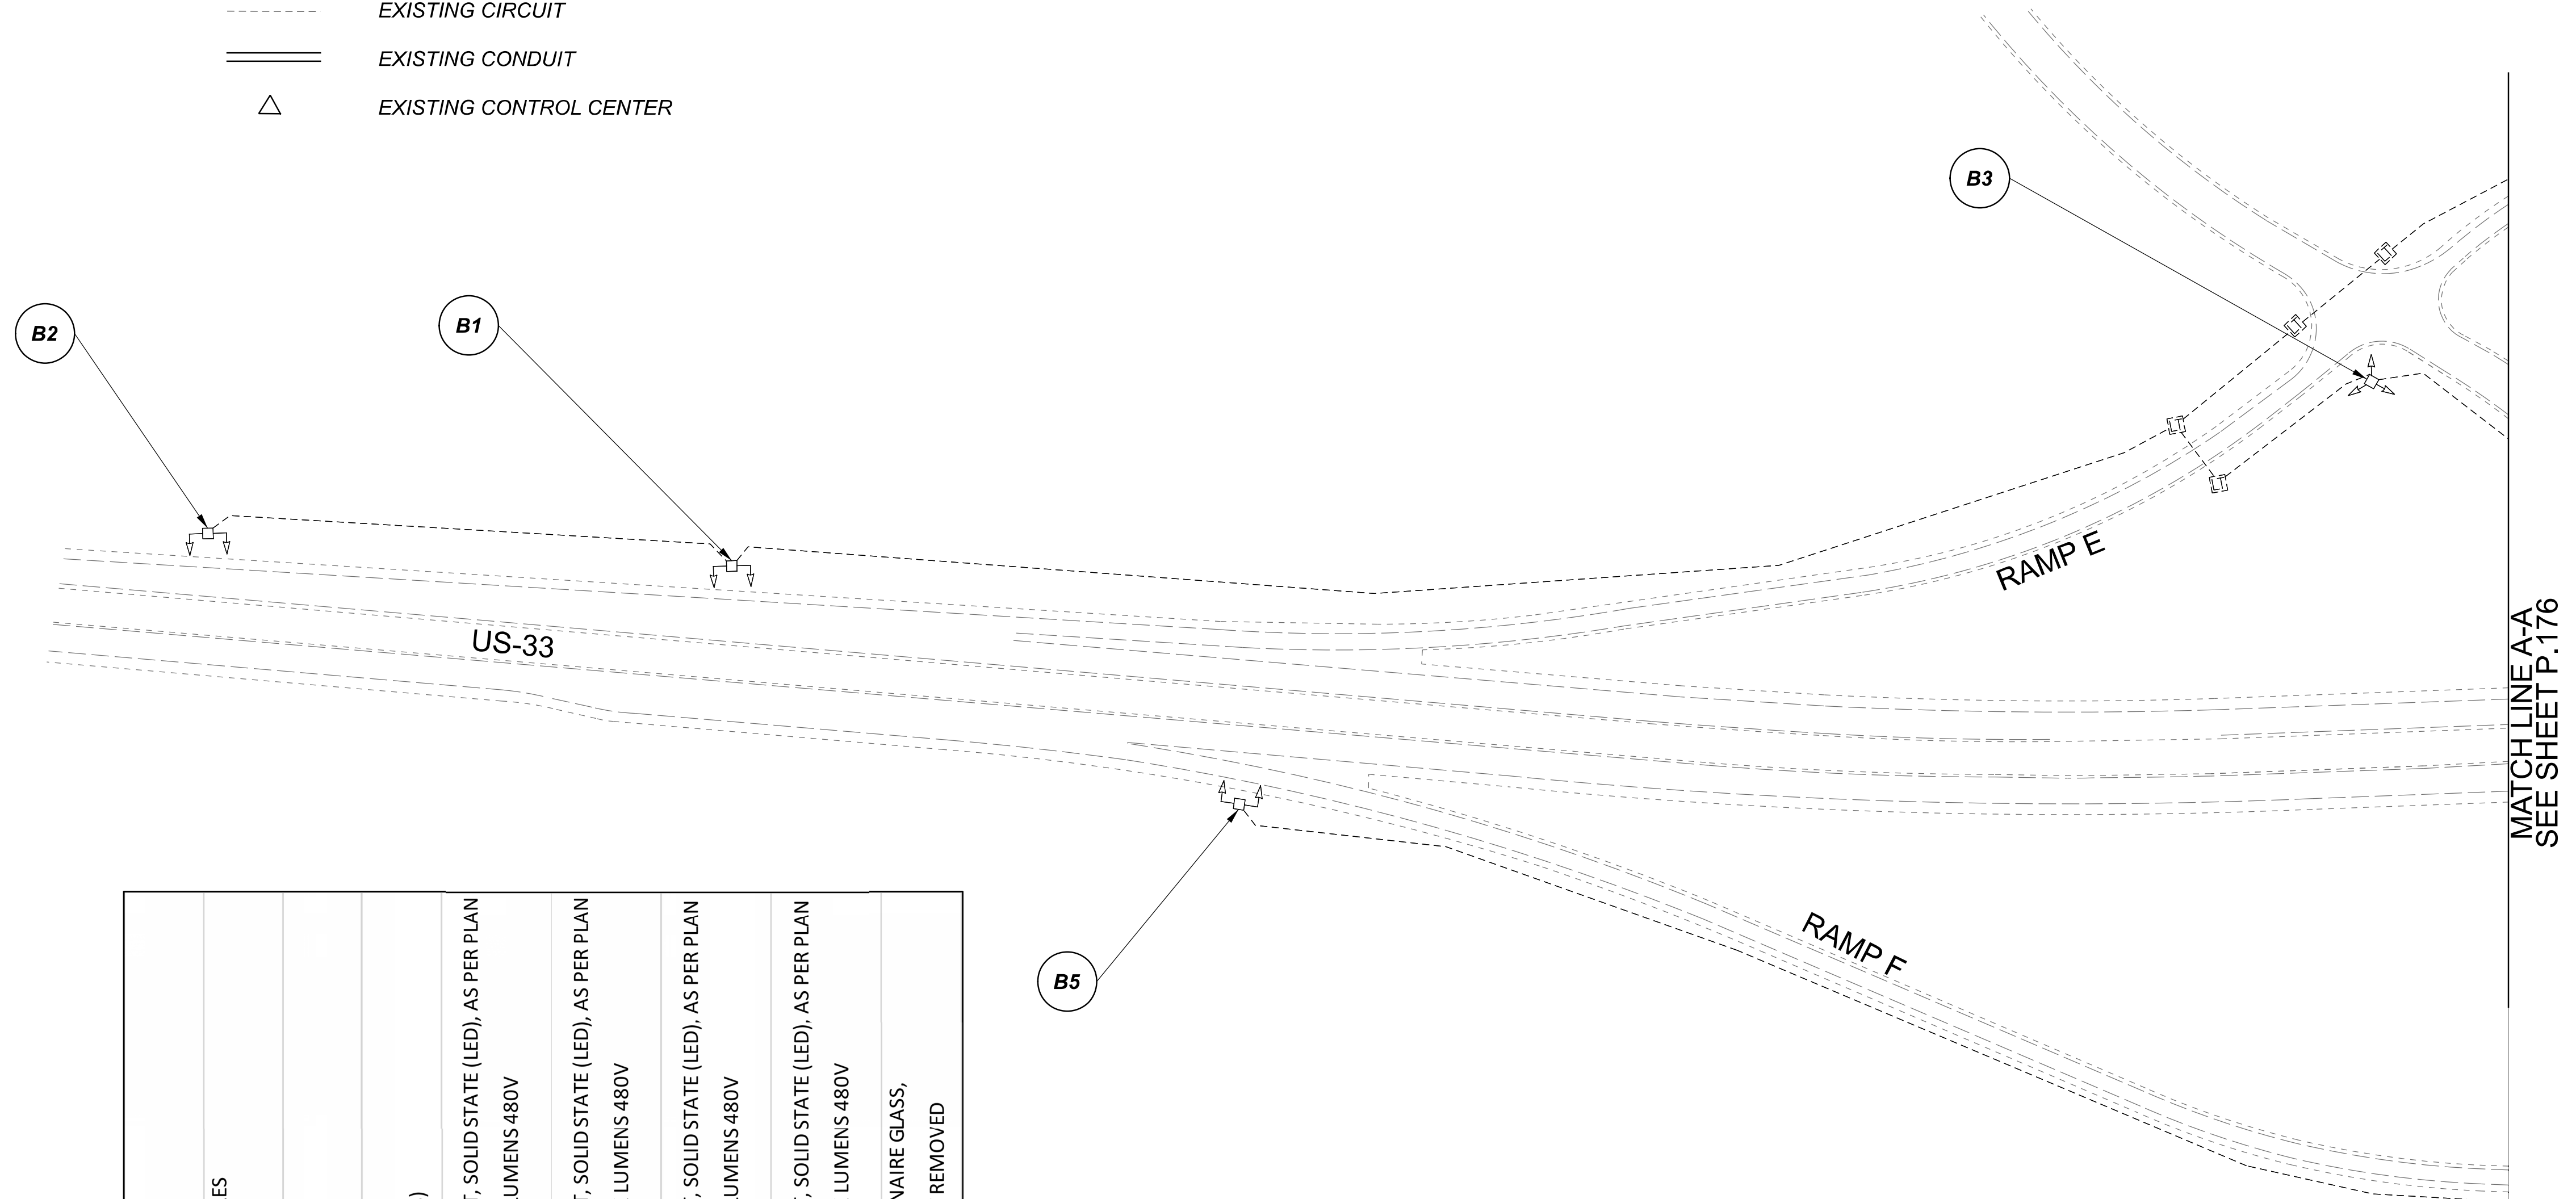 EXISTING CIRCUIT
EXISTING CONDUIT
EXISTING CONTROL CENTER
B3
B2
B1
RAMP E
US-33
MATCH LINE A-A
SEE SHEET P.176
B5
RAMP F
, SOLID STATE (LED), AS PER PLAN
LUMENS 480V
, SOLID STATE (LED), AS PER PLAN
LUMENS 480V
, SOLID STATE (LED), AS PER PLAN
LUMENS 480V
, SOLID STATE (LED), AS PER PLAN
LUMENS 480V
GLASS,
REMOVED